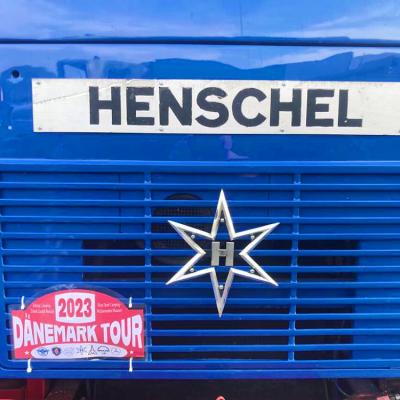 HENSCHEL
H
2023
DÄNEMARK TOUR